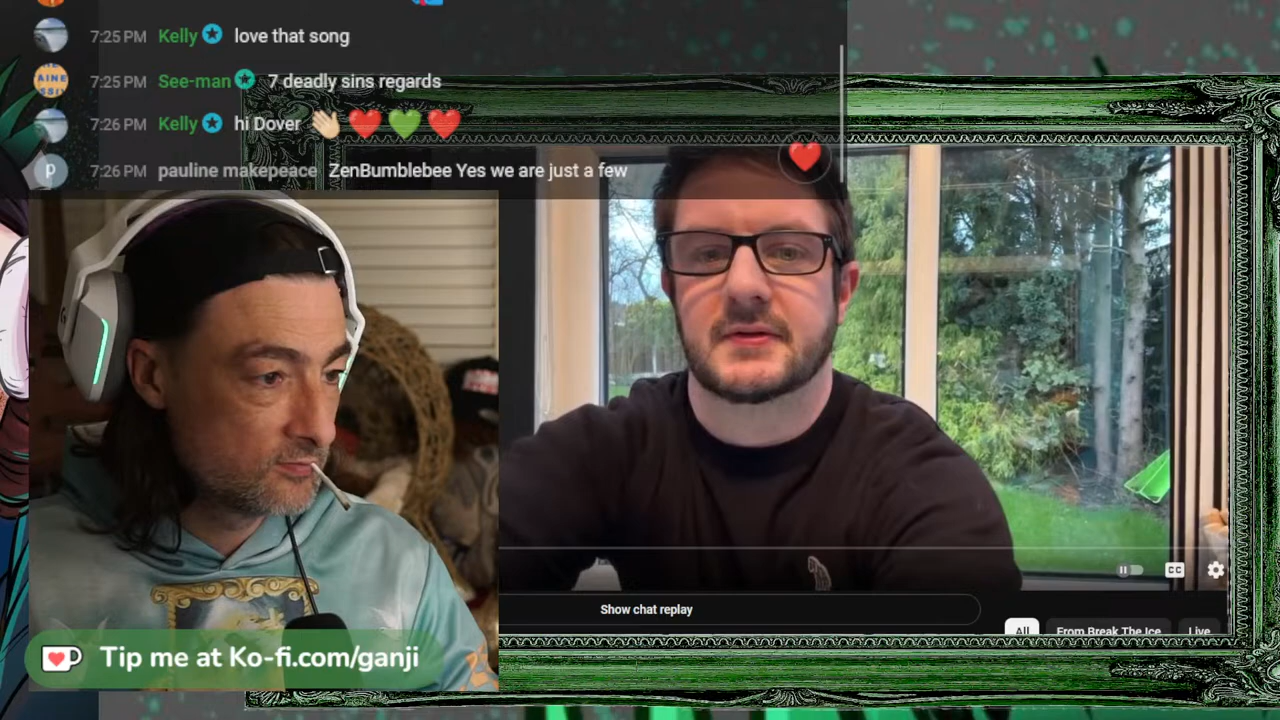 7:25 PM Kelly love that song
7:25 PM See-man 7 deadly sins regards
7:26 PM Kelly hi Dover 👋🏼❤️💚❤️
P 7:26 PM pauline makepeace ZenBumblebee Yes we are just a few
CC
Show chat replay
All From Break The Ice Live
Tip me at Ko-fi.com/ganji